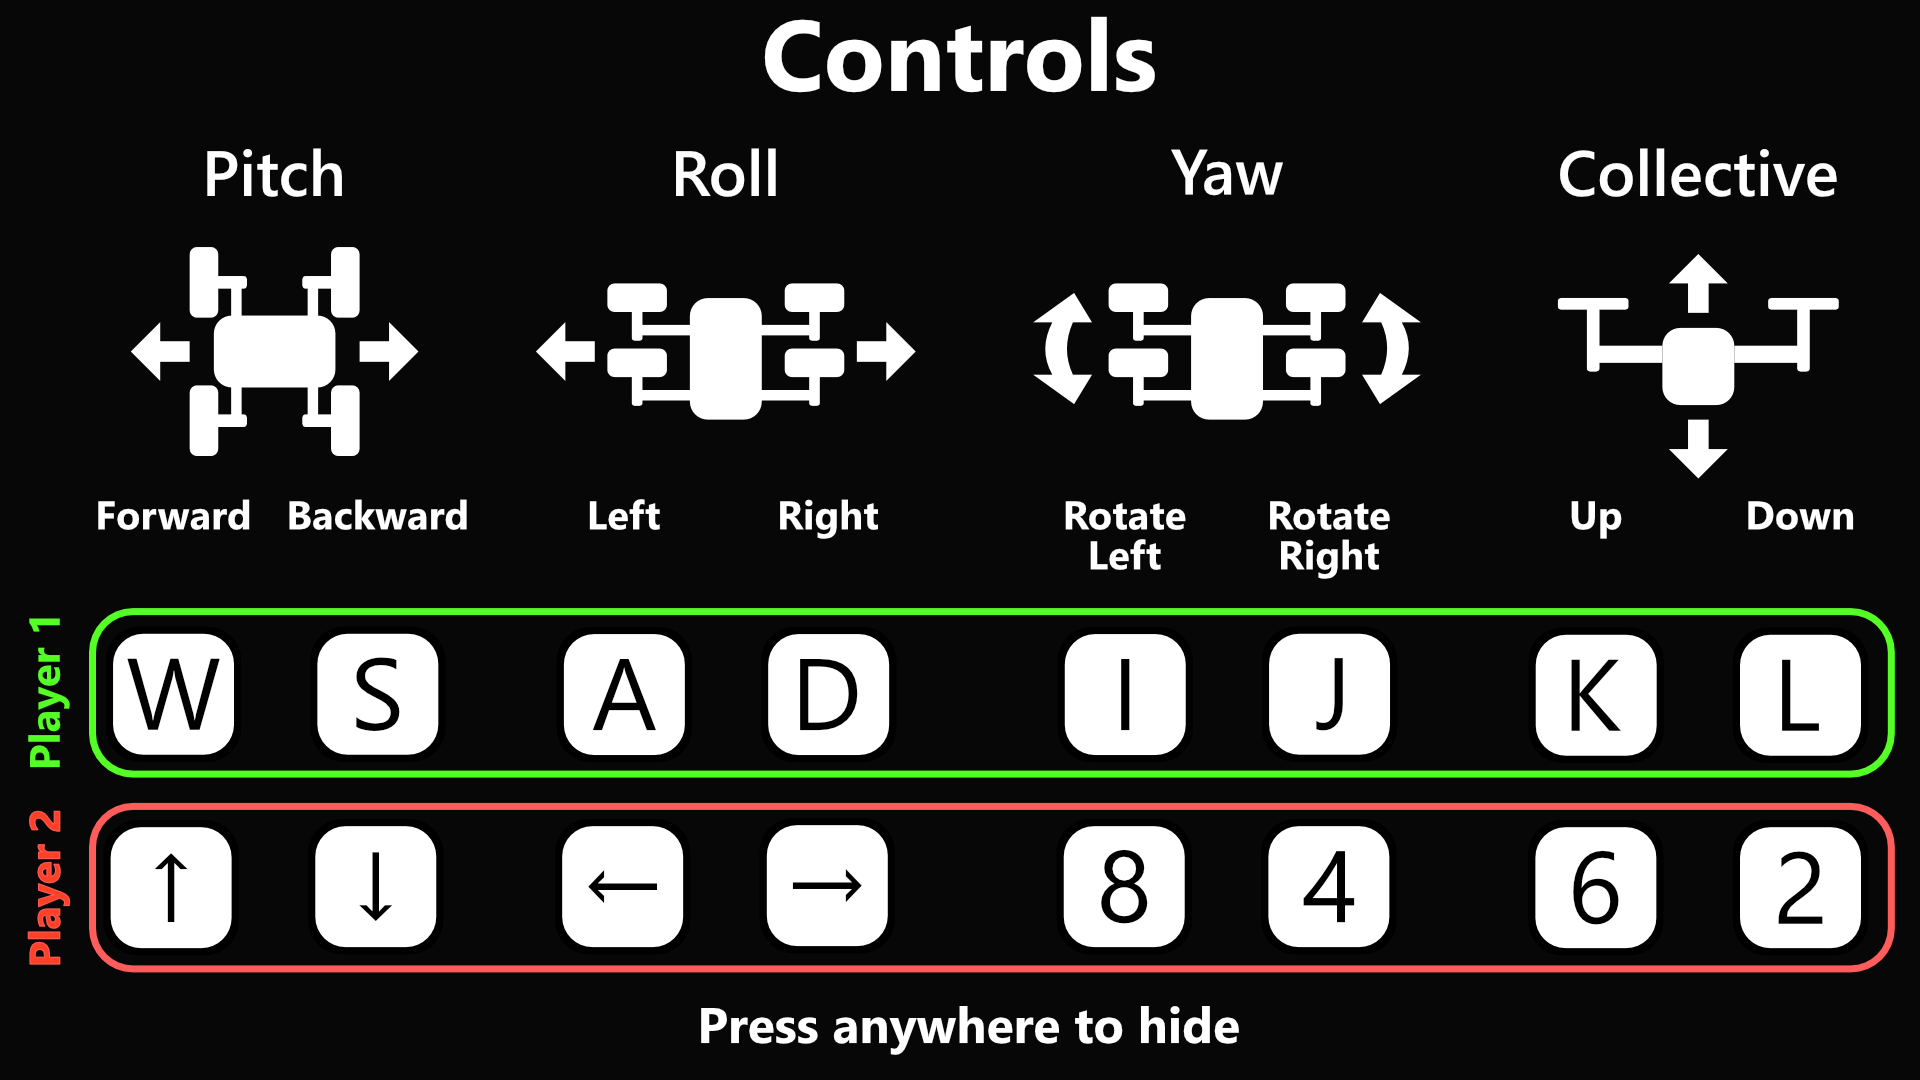 Controls
Pitch Roll Yaw Collective
Forward Backward Left Right Rotate Left Rotate Right Up Down
Player 1
W S A D I J K L
Player 2
↑ ↓ ← → 8 4 6 2
Press anywhere to hide